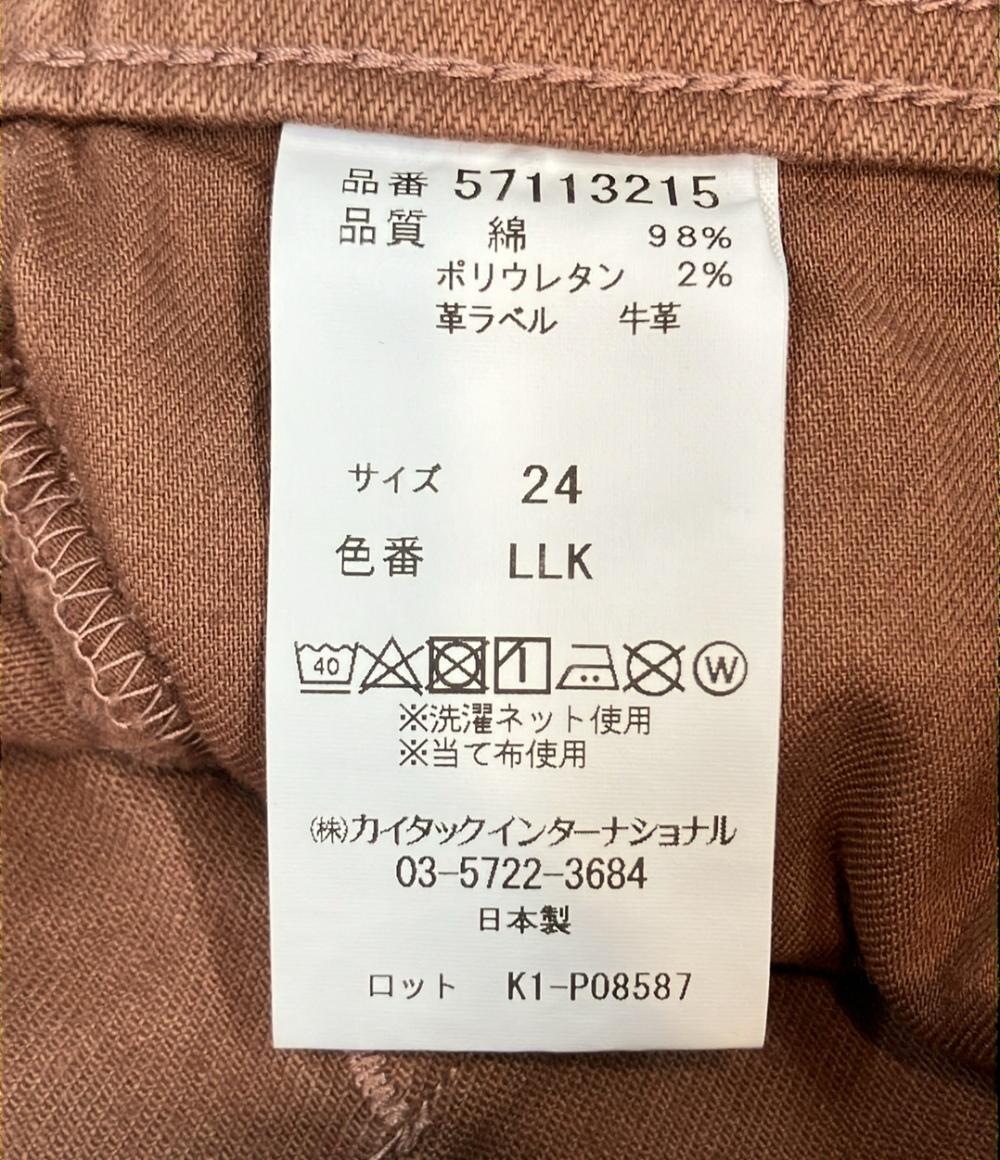 品番 57113215
品質 綿 98%
ポリウレタン 2%
革ラベル 牛革
サイズ 24
色番 LLK
40 1 W
※洗濯ネット使用
※当て布使用
(株)カイタックインターナショナル
03-5722-3684
日本製
ロット K1-P08587